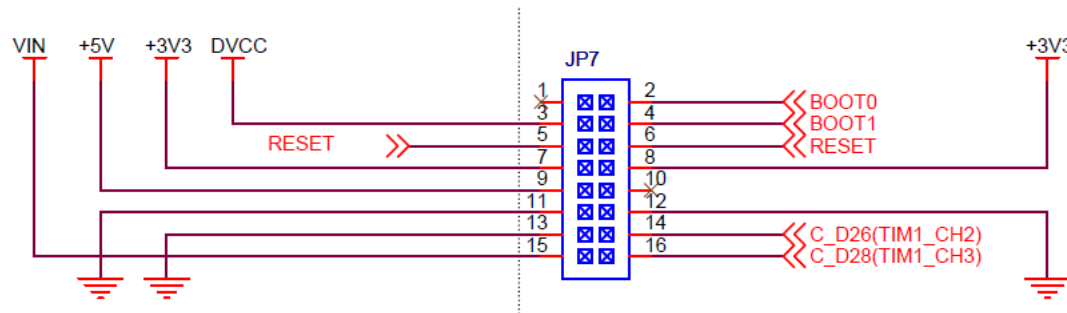 VIN +5V +3V3 DVCC +3V3
JP7
1 2 BOOT0
3 4 BOOT1
RESET 5 6 RESET
7 8
9 10
11 12
13 14 C_D26(TIM1_CH2)
15 16 C_D28(TIM1_CH3)